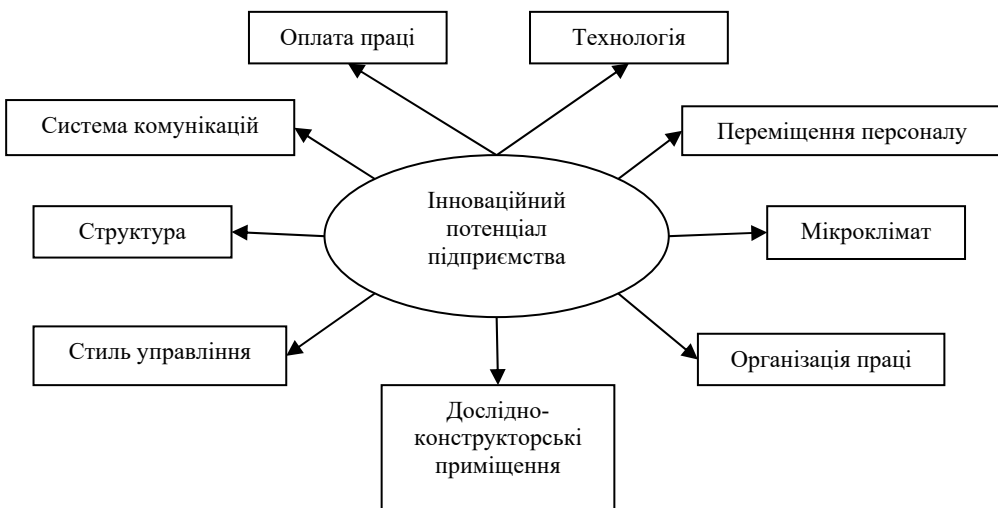 Оплата праці
Технологія
Система комунікацій
Переміщення персоналу
Інноваційний
потенціал
підприємства
Структура
Мікроклімат
Стиль управління
Організація праці
Дослідно-
конструкторські
приміщення